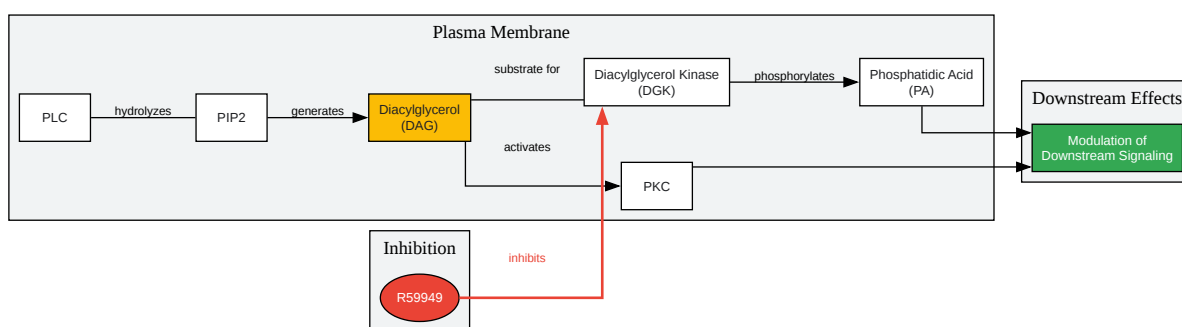 Plasma Membrane
PLC
hydrolyzes
PIP2
generates
Diacylglycerol
(DAG)
substrate for
Diacylglycerol Kinase
(DGK)
phosphorylates
Phosphatidic Acid
(PA)
activates
PKC
Downstream Effects
Modulation of
Downstream Signaling
Inhibition
R59949
inhibits